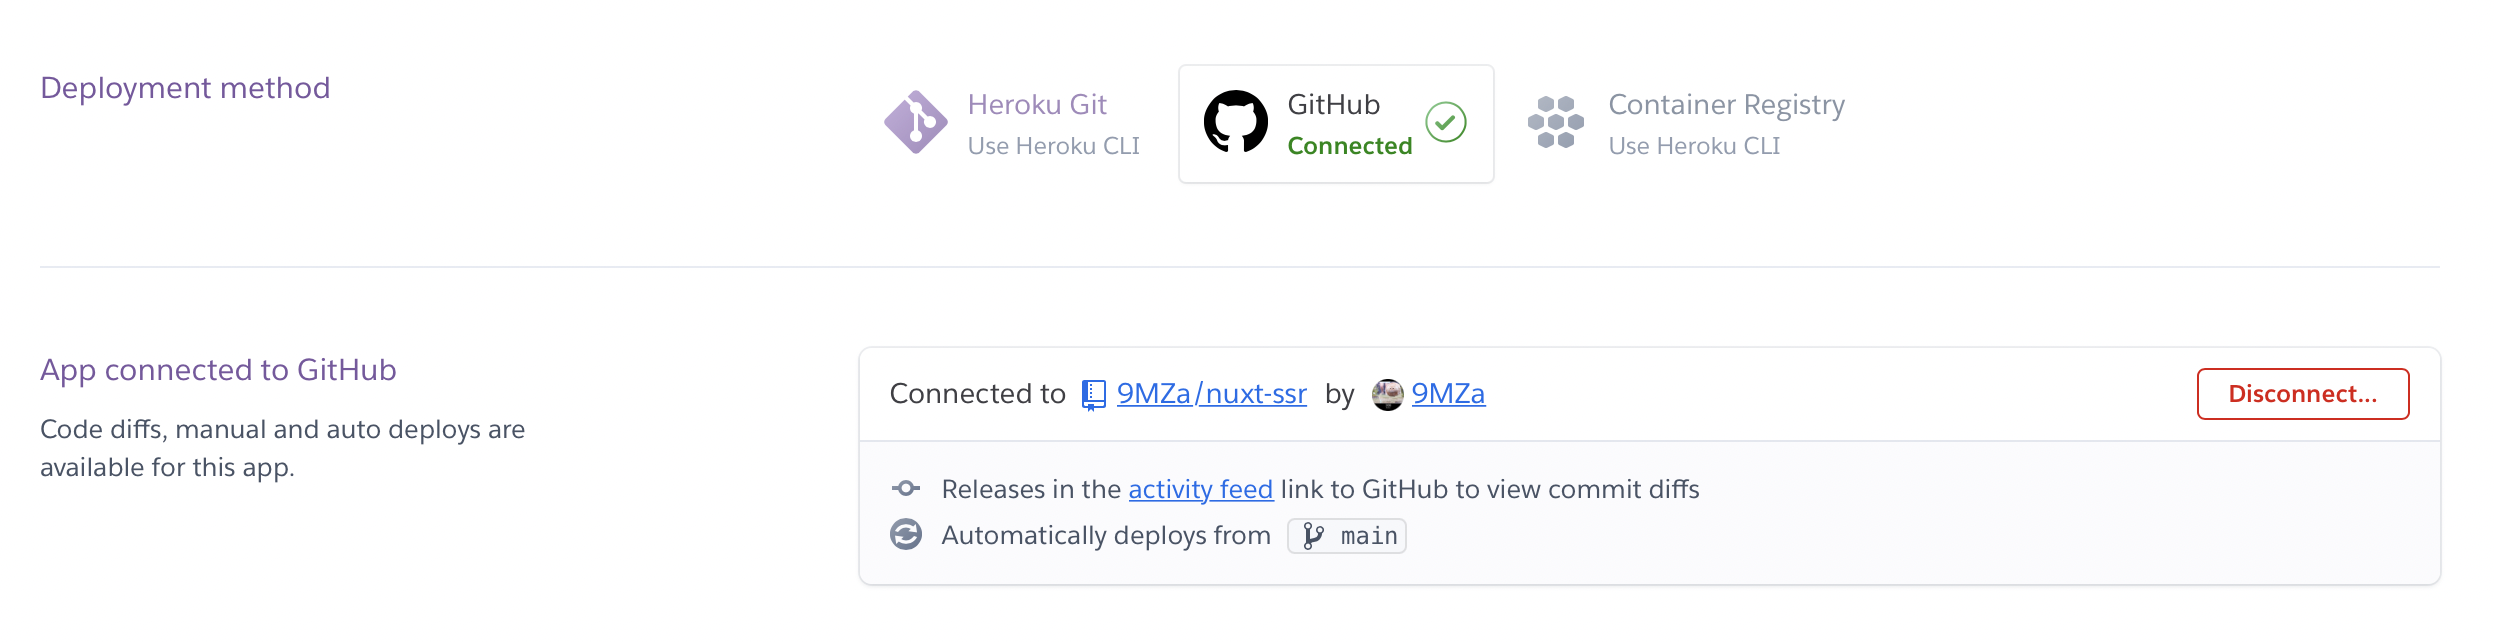 Deployment method
Heroku Git
Use Heroku CLI
GitHub
Connected
Container Registry
Use Heroku CLI
App connected to GitHub
Code diffs, manual and auto deploys are
available for this app.
Connected to 9MZa/nuxt-ssr by 9MZa
Disconnect...
Releases in the activity feed link to GitHub to view commit diffs
Automatically deploys from main